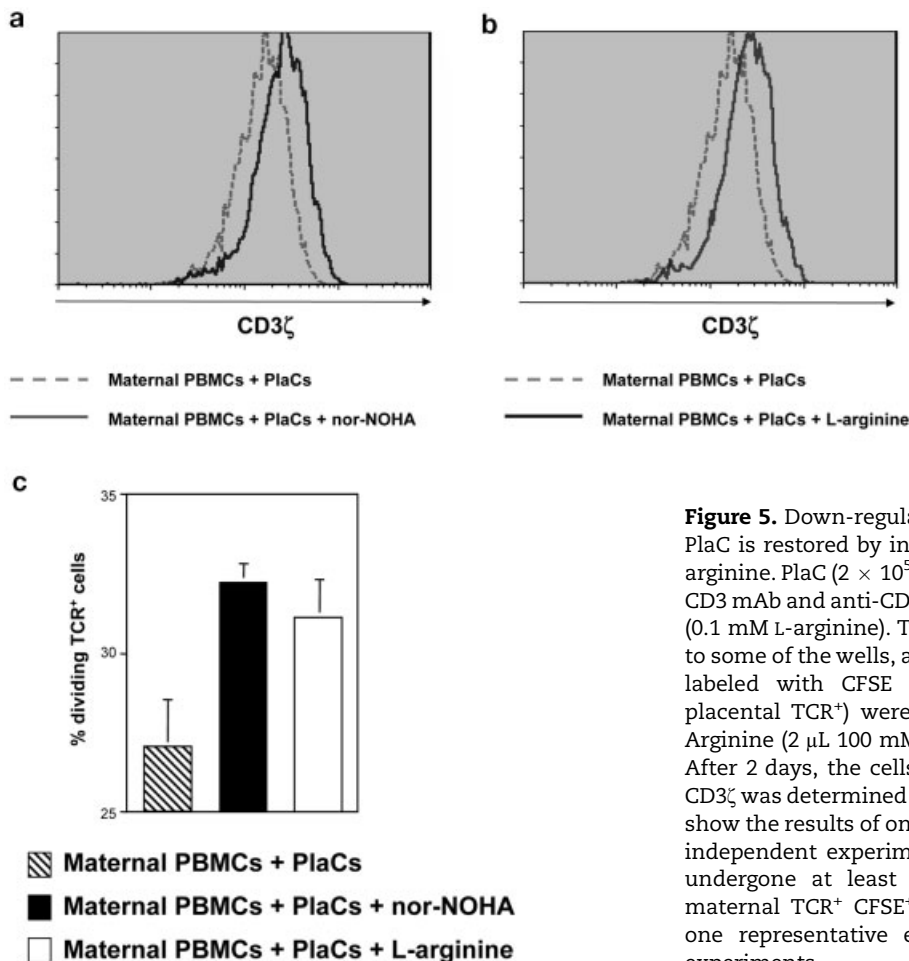 a
b
CD3ζ
CD3ζ
Maternal PBMCs + PlaCs
Maternal PBMCs + PlaCs + nor-NOHA
Maternal PBMCs + PlaCs
Maternal PBMCs + PlaCs + L-arginine
c
35
30
25
% dividing TCR⁺ cells
Maternal PBMCs + PlaCs
Maternal PBMCs + PlaCs + nor-NOHA
Maternal PBMCs + PlaCs + L-arginine
Figure 5. Down-regula
PlaC is restored by in
arginine. PlaC (2 × 10⁵
CD3 mAb and anti-CD
(0.1 mM L-arginine). T
to some of the wells, a
labeled with CFSE
placental TCR⁺) were
Arginine (2 μL 100 mM
After 2 days, the cells
CD3ζ was determined
show the results of on
independent experim
undergone at least
maternal TCR⁺ CFSE⁺
one representative e
experiments